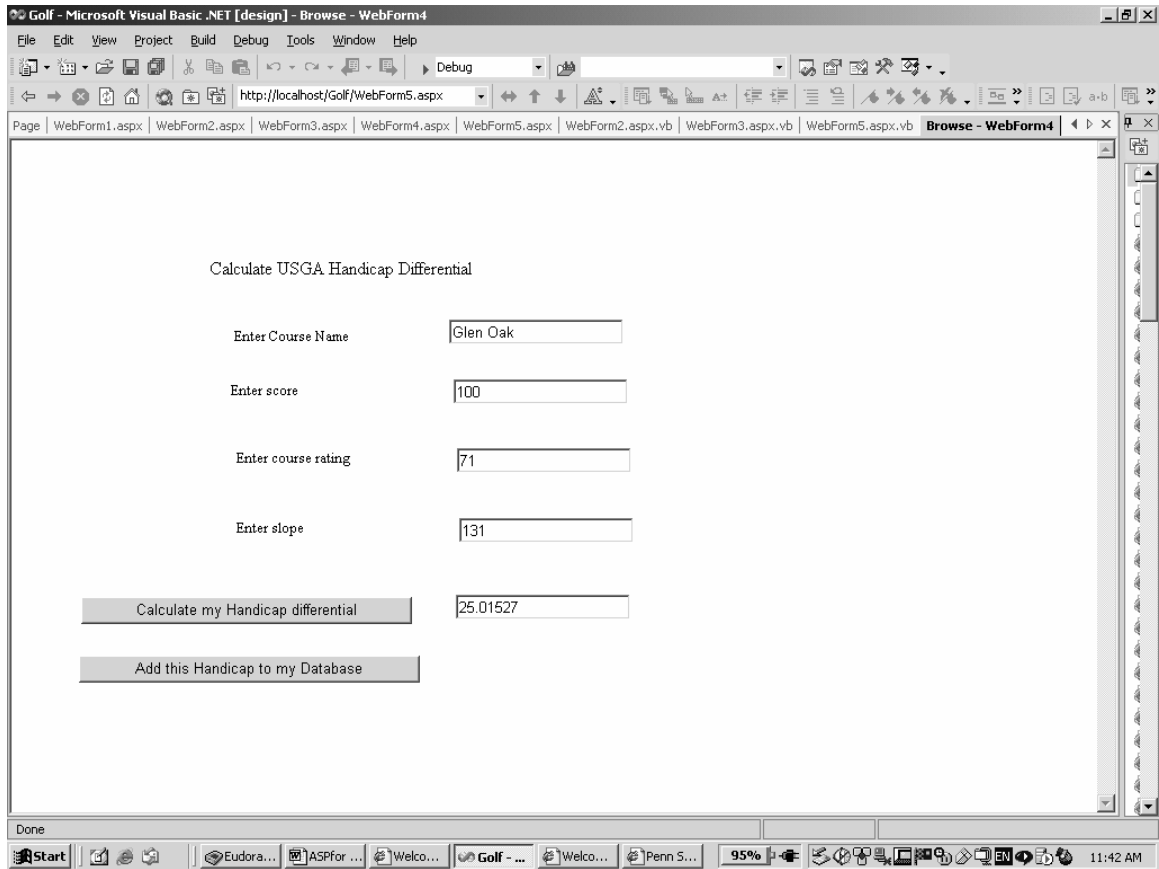 Golf - Microsoft Visual Basic .NET [design] - Browse - WebForm4
File Edit View Project Build Debug Tools Window Help
Debug
http://localhost/Golf/WebForm5.aspx
Page WebForm1.aspx WebForm2.aspx WebForm3.aspx WebForm4.aspx WebForm5.aspx WebForm2.aspx.vb WebForm3.aspx.vb WebForm5.aspx.vb Browse - WebForm4
Calculate USGA Handicap Differential
Enter Course Name Glen Oak
Enter score 100
Enter course rating 71
Enter slope 131
Calculate my Handicap differential 25.01527
Add this Handicap to my Database
Done
Start Eudora... ASPfor ... Welco... Golf - ... Welco... Penn S... 95% EN 11:42 AM